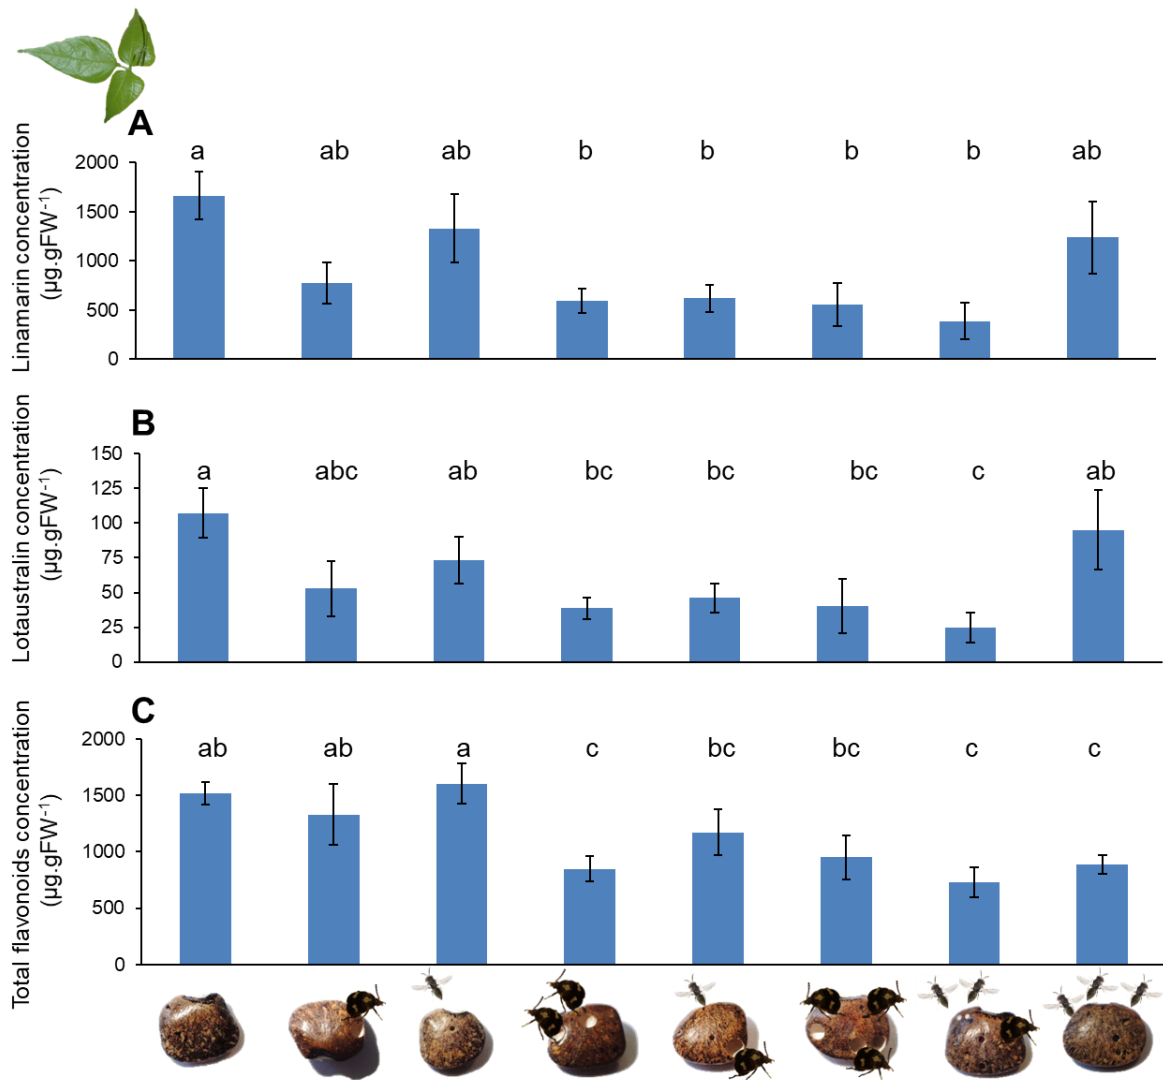 A
Linamarin concentration
(µg.gFW⁻¹)
a ab ab b b b b ab
2000
1500
1000
500
0
B
Lotaustralin concentration
(µg.gFW⁻¹)
150
a abc ab bc bc bc c ab
125
100
75
50
25
0
C
Total flavonoids concentration
(µg.gFW⁻¹)
2000
ab ab a c bc bc c c
1500
1000
500
0